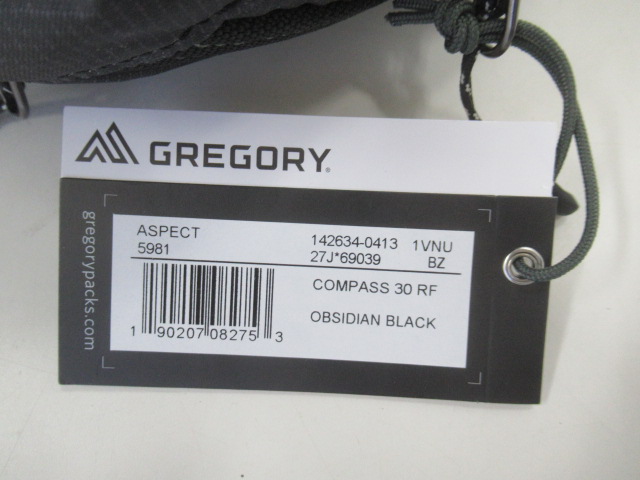 GREGORY®
gregorypacks.com
ASPECT 142634-0413 1VNU
5981 27J*69039 BZ
COMPASS 30 RF
OBSIDIAN BLACK
1 90207 08275 3